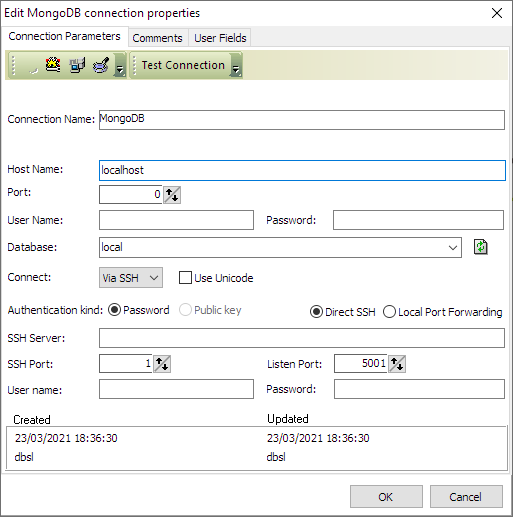 Edit MongoDB connection properties
Connection Parameters Comments User Fields
Test Connection
Connection Name: MongoDB
Host Name: localhost
Port: 0
User Name: Password:
Database: local
Connect: Via SSH Use Unicode
Authentication kind: Password Public key Direct SSH Local Port Forwarding
SSH Server:
SSH Port: 1 Listen Port: 5001
User name: Password:
Created Updated
23/03/2021 18:36:30 23/03/2021 18:36:30
dbsl dbsl
OK Cancel